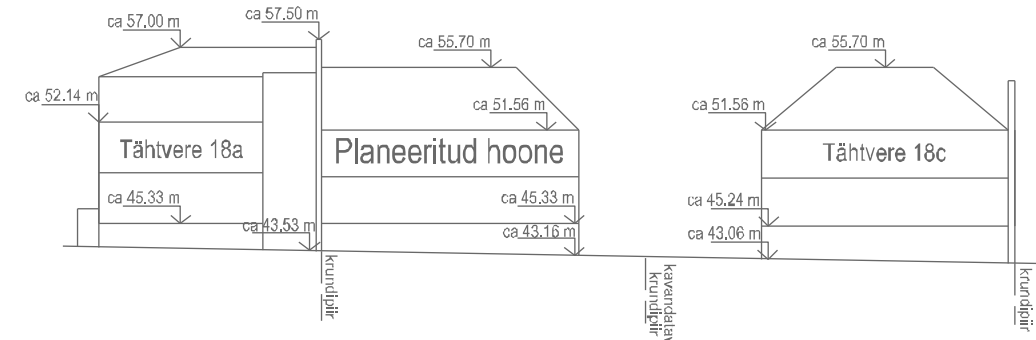 ca 57.00 m
ca 57.50 m
ca 55.70 m
ca 55.70 m
ca 52.14 m
ca 51.56 m
ca 51.56 m
Tähtvere 18a
Planeeritud hoone
Tähtvere 18c
ca 45.33 m
ca 45.33 m
ca 45.24 m
ca 43.53 m
ca 43.16 m
ca 43.06 m
krundipiir
kavandatav
krundipiir
krundipiir